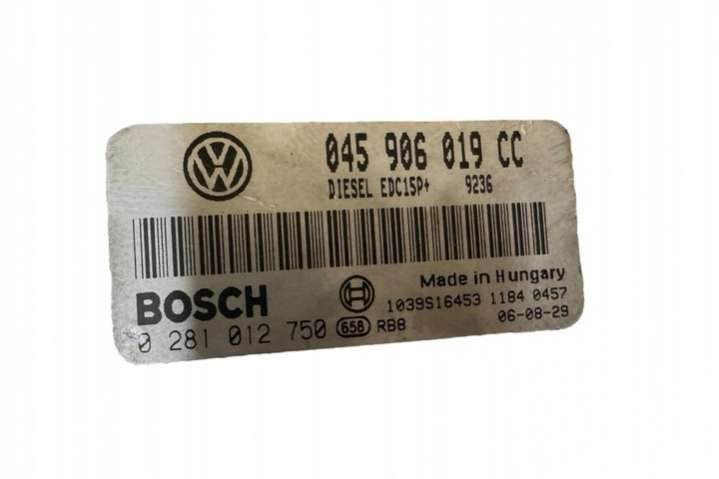 045 906 019 CC
DIESEL EDC15P+ 9236
Made in Hungary
BOSCH
1039S16453 1184 0457
0 281 012 750 658 RBB 06-08-29